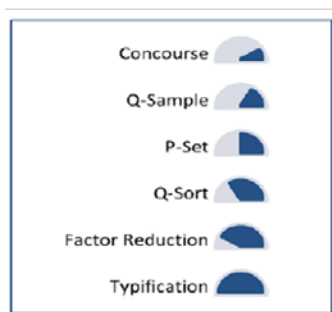 Concourse
Q-Sample
P-Set
Q-Sort
Factor Reduction
Typification